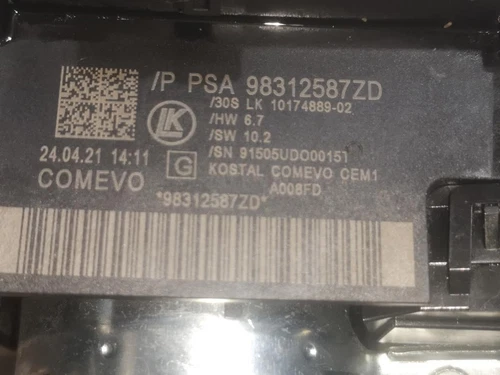 /P PSA 98312587ZD
/30S LK 10174889-02
LK
/HW 6.7
/SW 10.2
24.04.21 14:11
G
/SN 91505UDO00151
COMEVO
KOSTAL COMEVO CEM1
A008FD
*98312587ZD*